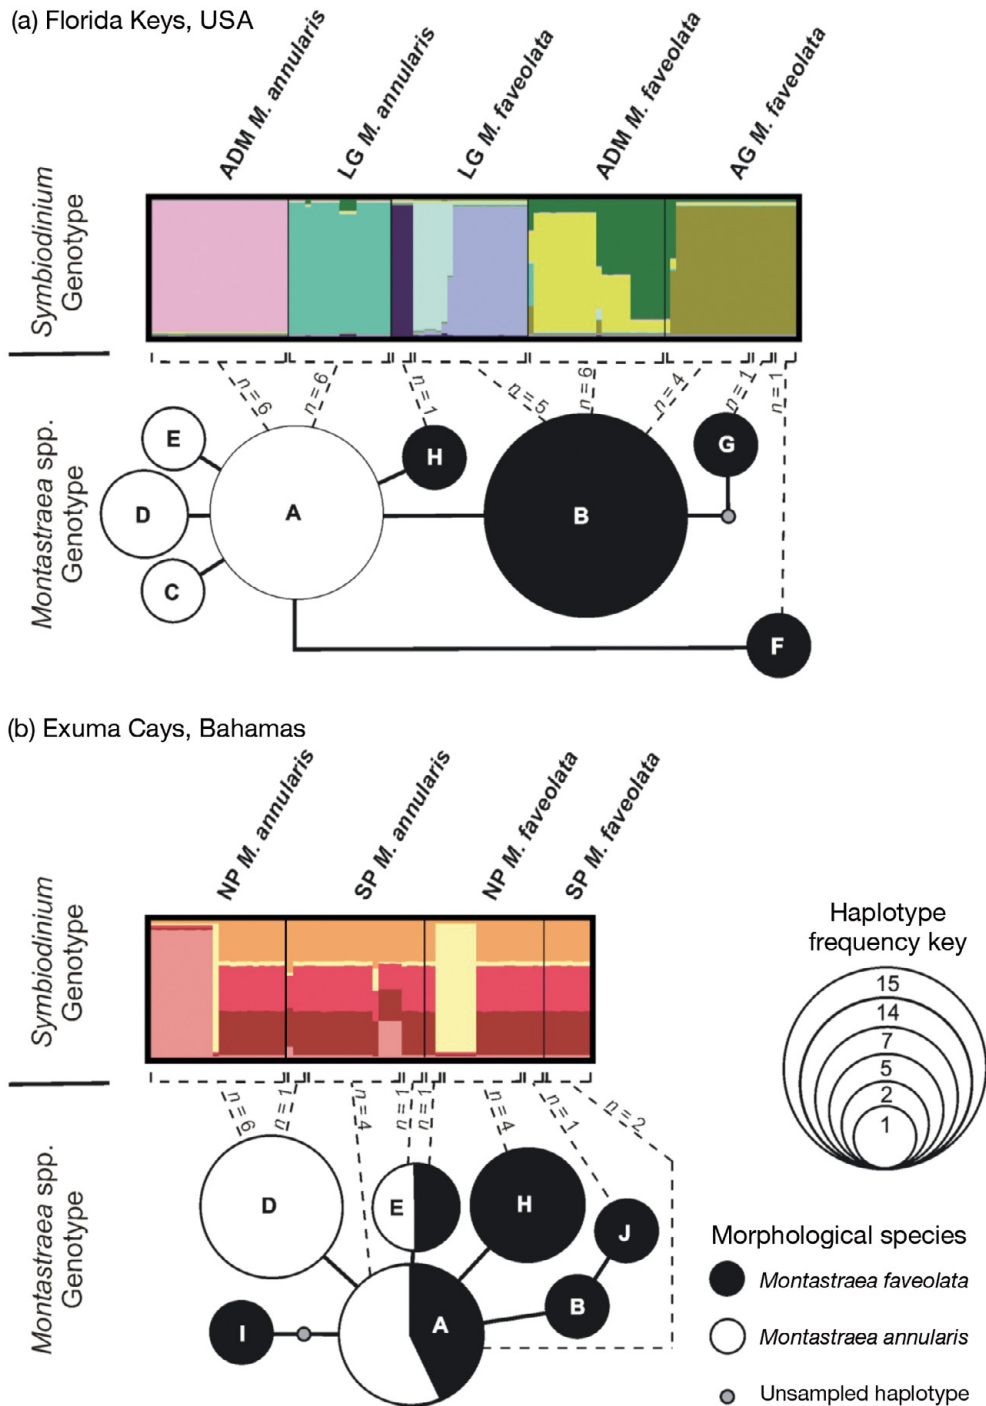 (a) Florida Keys, USA
ADM M. annularis
LG M. annularis
LG M. faveolata
ADM M. faveolata
AG M. faveolata
Symbiodinium
Genotype
n = 6
n = 6
n = 1
n = 5
n = 6
n = 4
n = 1
n = 1
Montastraea spp.
Genotype
E
D
C
A
H
B
G
F
(b) Exuma Cays, Bahamas
NP M. annularis
SP M. annularis
NP M. faveolata
SP M. faveolata
Symbiodinium
Genotype
n = 6
n = 1
n = 4
n = 1
n = 1
n = 4
n = 1
n = 2
Montastraea spp.
Genotype
D
E
H
J
I
A
B
Haplotype
frequency key
15
14
7
5
2
1
Morphological species
Montastraea faveolata
Montastraea annularis
Unsampled haplotype